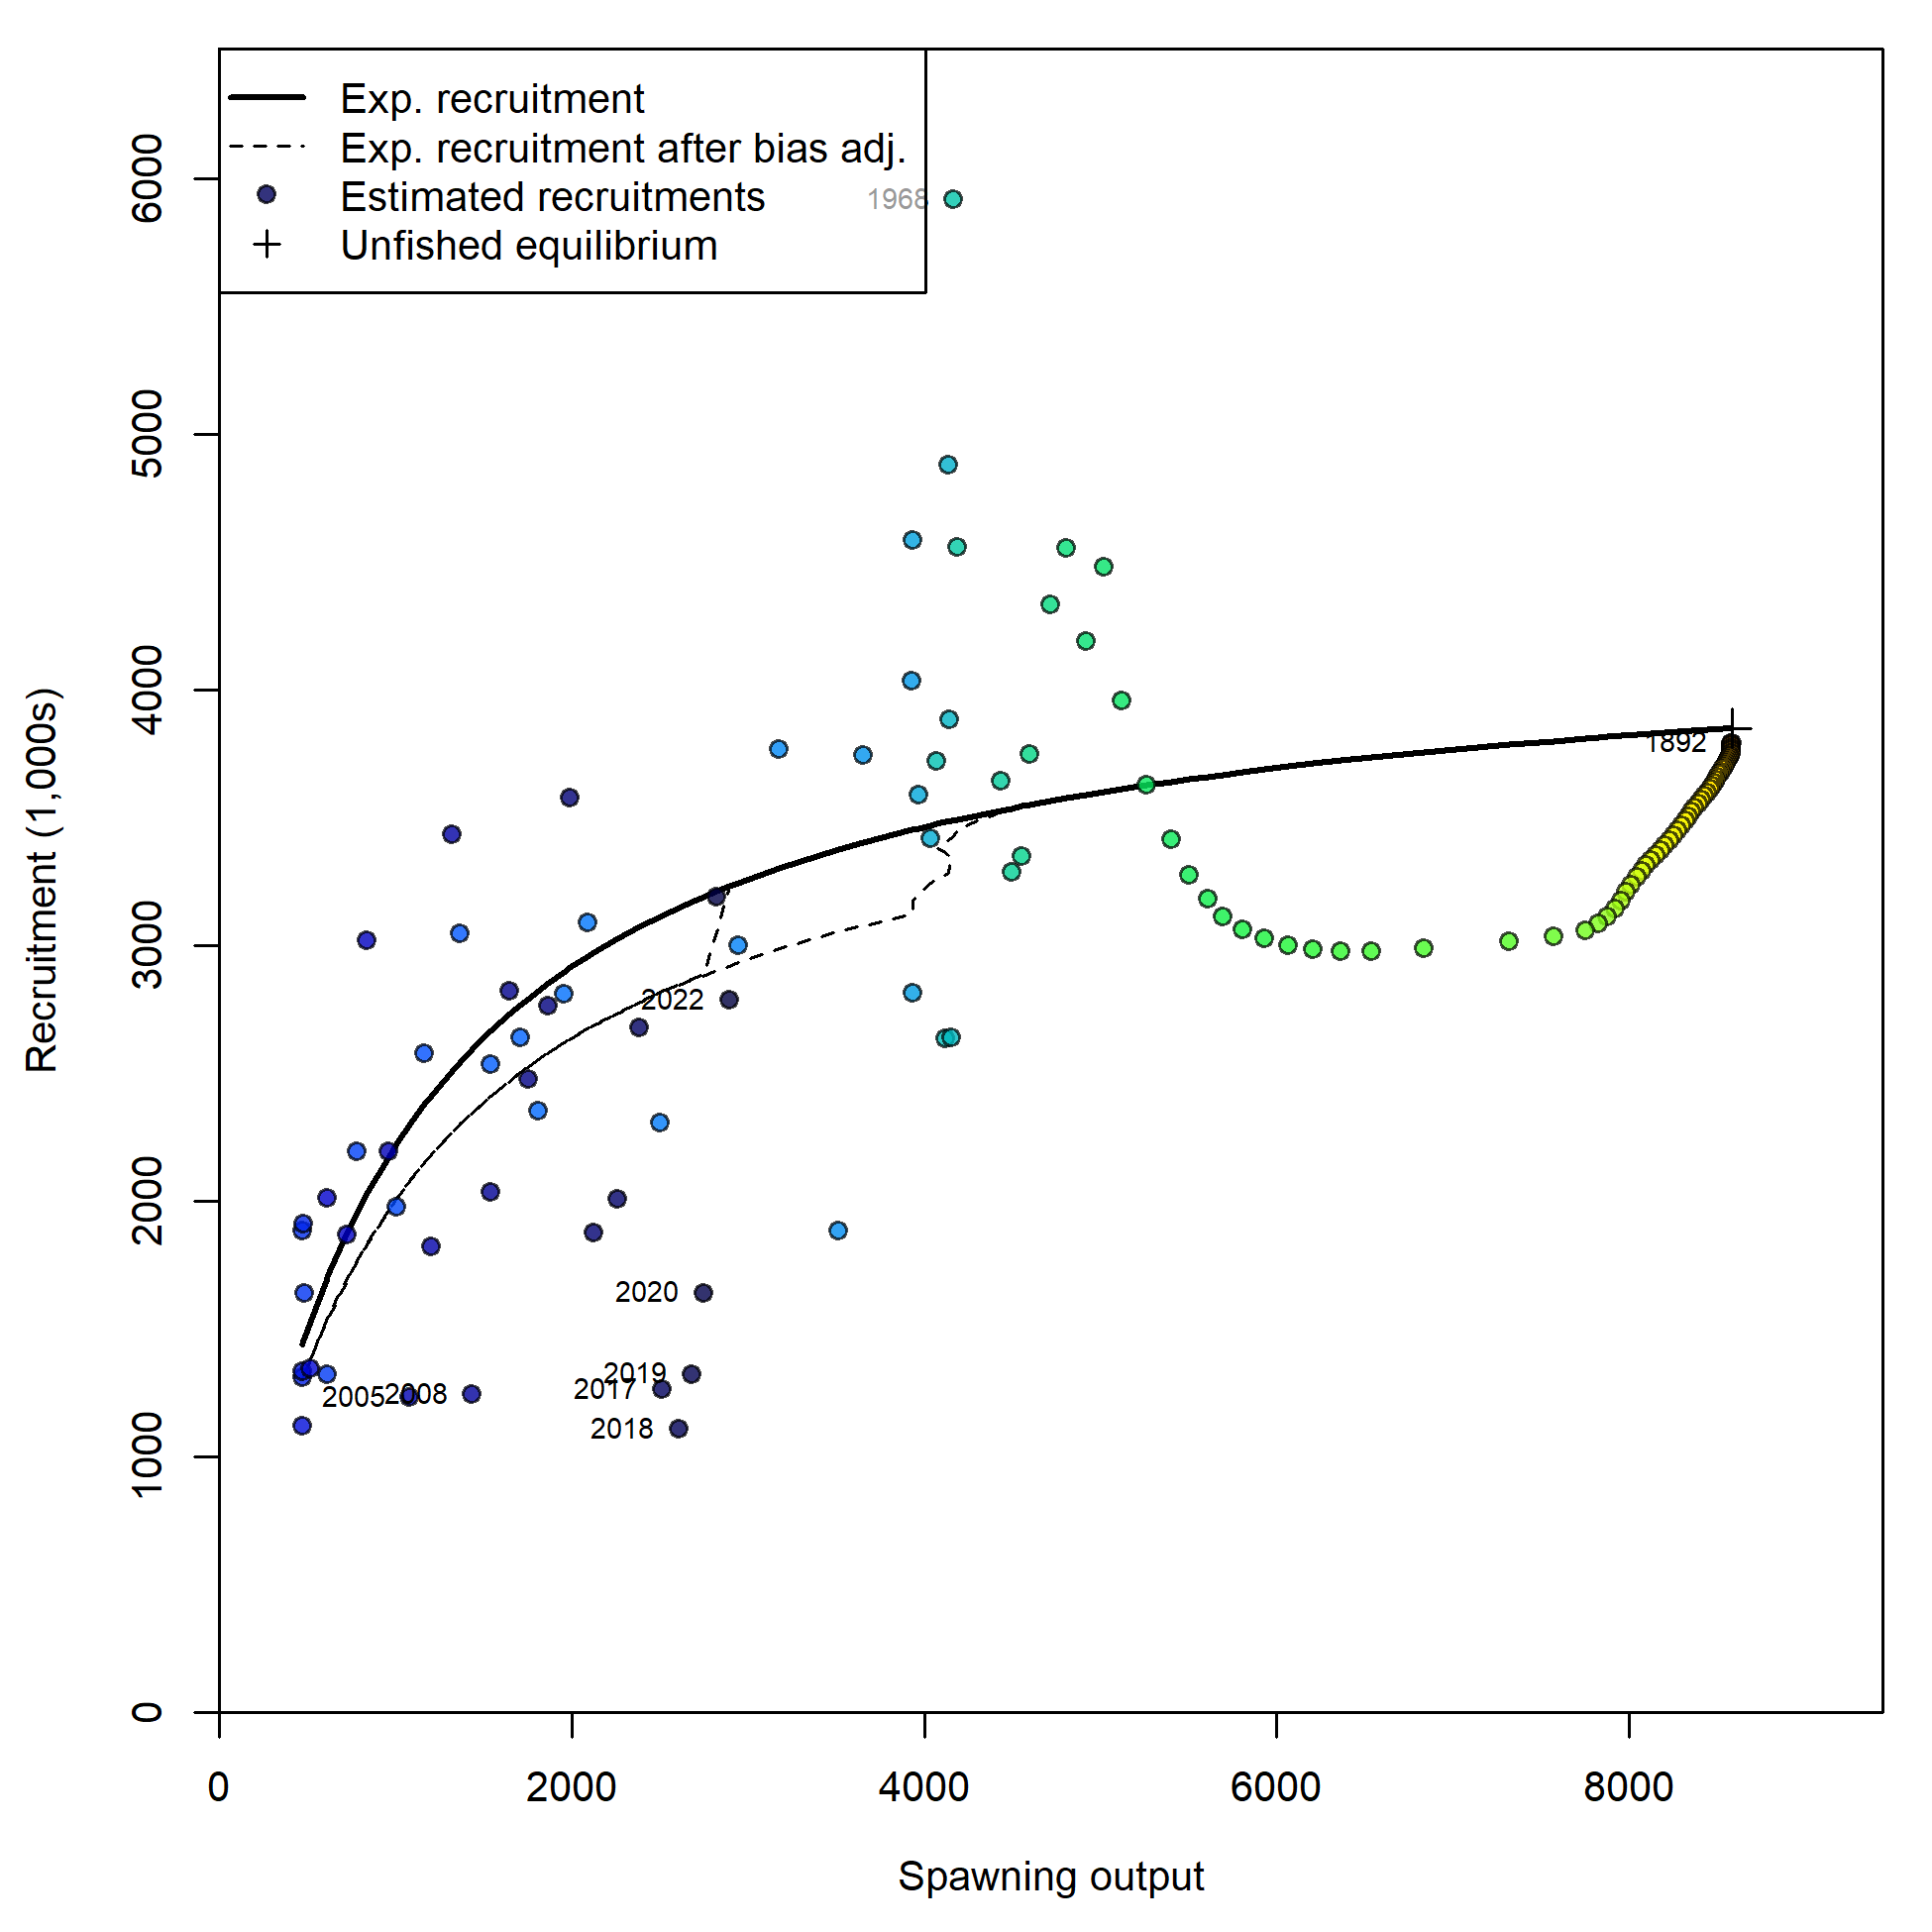 Exp. recruitment
Exp. recruitment after bias adj.
Estimated recruitments
Unfished equilibrium
1968
1892
2022
2020
2019
2017
2005
2008
2018
Recruitment (1,000s)
6000
5000
4000
3000
2000
1000
0
0 2000 4000 6000 8000
Spawning output